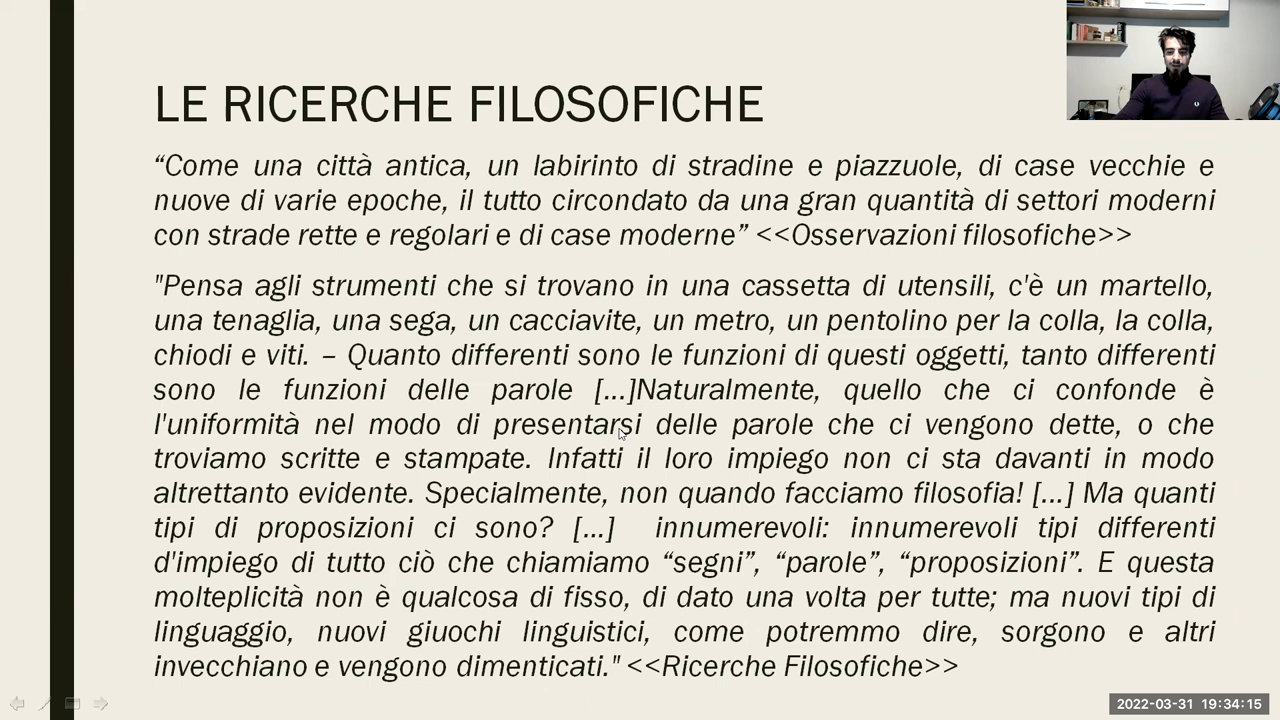 LE RICERCHE FILOSOFICHE
“Come una città antica, un labirinto di stradine e piazzuole, di case vecchie e
nuove di varie epoche, il tutto circondato da una gran quantità di settori moderni
con strade rette e regolari e di case moderne” <<Osservazioni filosofiche>>
"Pensa agli strumenti che si trovano in una cassetta di utensili, c'è un martello,
una tenaglia, una sega, un cacciavite, un metro, un pentolino per la colla, la colla,
chiodi e viti. – Quanto differenti sono le funzioni di questi oggetti, tanto differenti
sono le funzioni delle parole [...]Naturalmente, quello che ci confonde è
l'uniformità nel modo di presentarsi delle parole che ci vengono dette, o che
troviamo scritte e stampate. Infatti il loro impiego non ci sta davanti in modo
altrettanto evidente. Specialmente, non quando facciamo filosofia! [...] Ma quanti
tipi di proposizioni ci sono? [...] innumerevoli: innumerevoli tipi differenti
d'impiego di tutto ciò che chiamiamo “segni”, “parole”, “proposizioni”. E questa
molteplicità non è qualcosa di fisso, di dato una volta per tutte; ma nuovi tipi di
linguaggio, nuovi giuochi linguistici, come potremmo dire, sorgono e altri
invecchiano e vengono dimenticati." <<Ricerche Filosofiche>>
2022-03-31 19:34:15